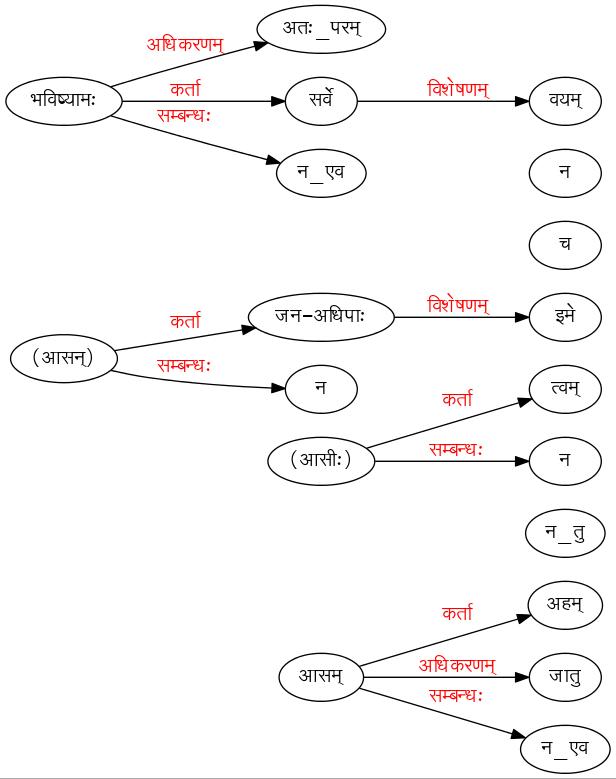 अतः_परम्
अधिकरणम्
भविष्यामः
कर्ता
सर्वे
विशेषणम्
वयम्
सम्बन्धः
न_एव
न
च
कर्ता
जन-अधिपाः
विशेषणम्
इमे
(आसन्)
सम्बन्धः
न
कर्ता
त्वम्
(आसीः)
सम्बन्धः
न
न_तु
कर्ता
अहम्
आसम्
अधिकरणम्
जातु
सम्बन्धः
न_एव